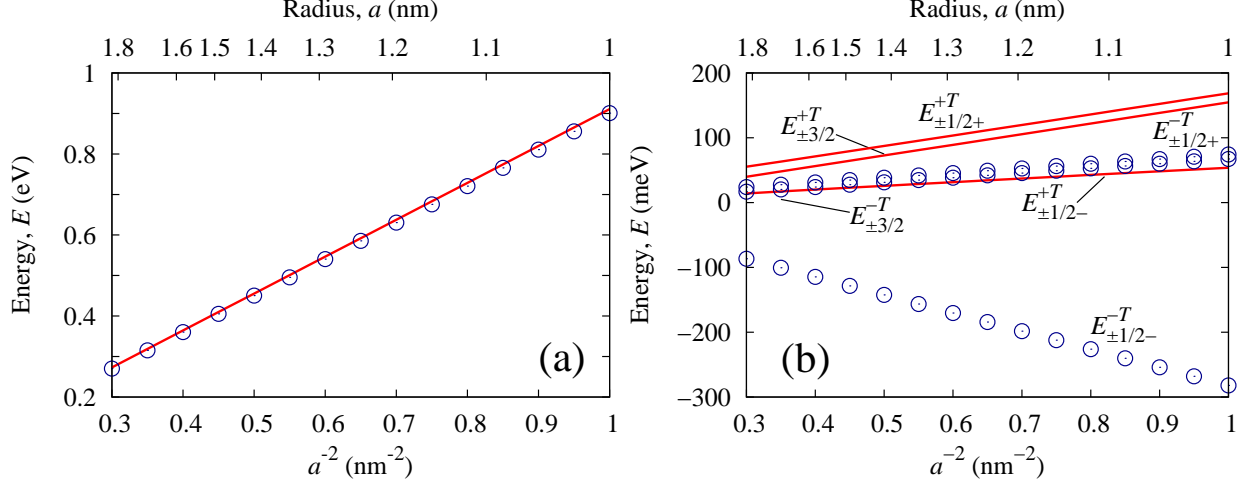 Radius, a (nm)
1.8 1.6 1.5 1.4 1.3 1.2 1.1 1
1
0.8
0.6
0.4
0.2
Energy, E (eV)
(a)
0.3 0.4 0.5 0.6 0.7 0.8 0.9 1
a^-2 (nm^-2)
Radius, a (nm)
1.8 1.6 1.5 1.4 1.3 1.2 1.1 1
200
100
0
−100
−200
−300
Energy, E (meV)
E^{+T}_{±3/2}
E^{+T}_{±1/2+}
E^{−T}_{±1/2+}
E^{−T}_{±3/2}
E^{+T}_{±1/2−}
E^{−T}_{±1/2−}
(b)
0.3 0.4 0.5 0.6 0.7 0.8 0.9 1
a^−2 (nm^−2)